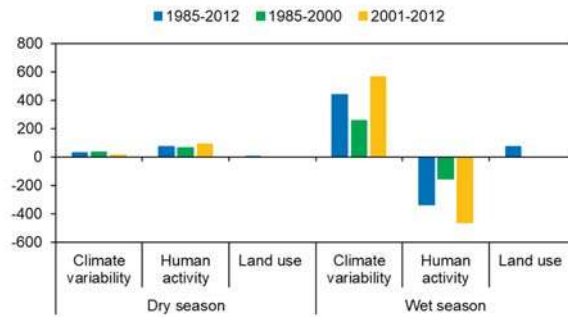 1985-2012 1985-2000 2001-2012
800
600
400
200
0
-200
-400
-600
Climate variability Human activity Land use Climate variability Human activity Land use
Dry season Wet season